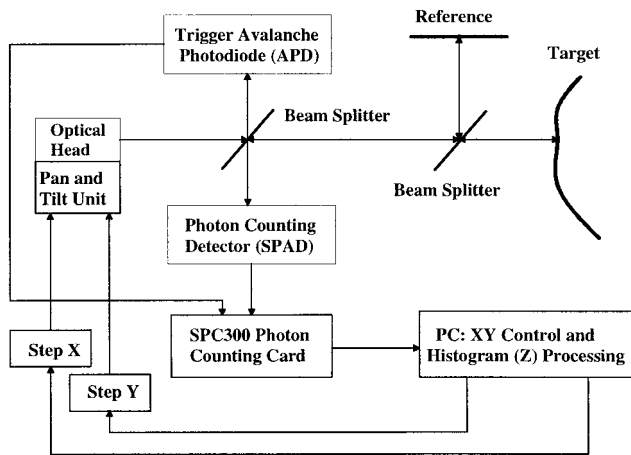 Reference
Trigger Avalanche
Photodiode (APD)
Target
Beam Splitter
Optical
Head
Pan and
Tilt Unit
Beam Splitter
Photon Counting
Detector (SPAD)
SPC300 Photon
Counting Card
PC: XY Control and
Histogram (Z) Processing
Step X
Step Y